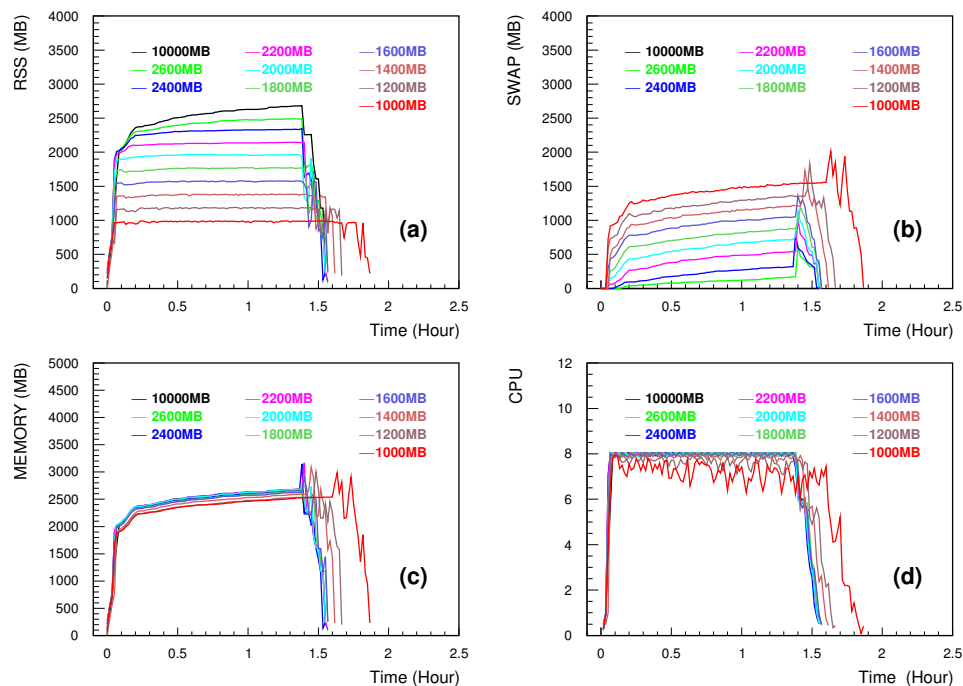 RSS (MB)
4000
3500
3000
2500
2000
1500
1000
500
0
10000MB 2200MB 1600MB
2600MB 2000MB 1400MB
2400MB 1800MB 1200MB
1000MB
(a)
0 0.5 1 1.5 2 2.5
Time (Hour)
SWAP (MB)
4000
3500
3000
2500
2000
1500
1000
500
0
10000MB 2200MB 1600MB
2600MB 2000MB 1400MB
2400MB 1800MB 1200MB
1000MB
(b)
0 0.5 1 1.5 2 2.5
Time (Hour)
MEMORY (MB)
5000
4500
4000
3500
3000
2500
2000
1500
1000
500
0
10000MB 2200MB 1600MB
2600MB 2000MB 1400MB
2400MB 1800MB 1200MB
1000MB
(c)
0 0.5 1 1.5 2 2.5
Time (Hour)
CPU
12
10
8
6
4
2
0
10000MB 2200MB 1600MB
2600MB 2000MB 1400MB
2400MB 1800MB 1200MB
1000MB
(d)
0 0.5 1 1.5 2 2.5
Time (Hour)